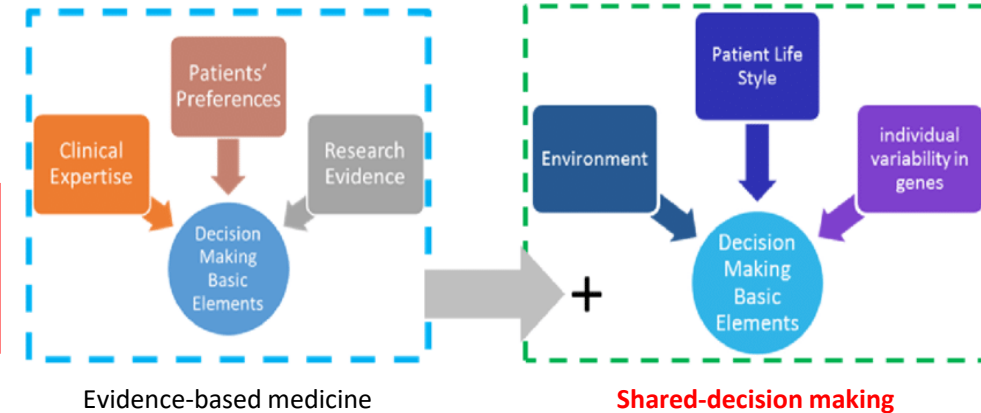 Patients'
Preferences
Clinical
Expertise
Research
Evidence
Decision
Making
Basic
Elements
Evidence-based medicine
Patient Life
Style
Environment
individual
variability in
genes
+
Decision
Making
Basic
Elements
Shared-decision making